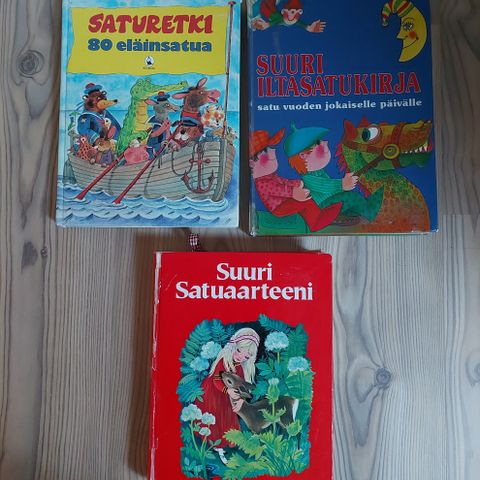 SATURETKI
80 eläinsatua
SUURI
ILTASATUKIRJA
satu vuoden jokaiselle päivälle
Suuri
Satuaarteeni